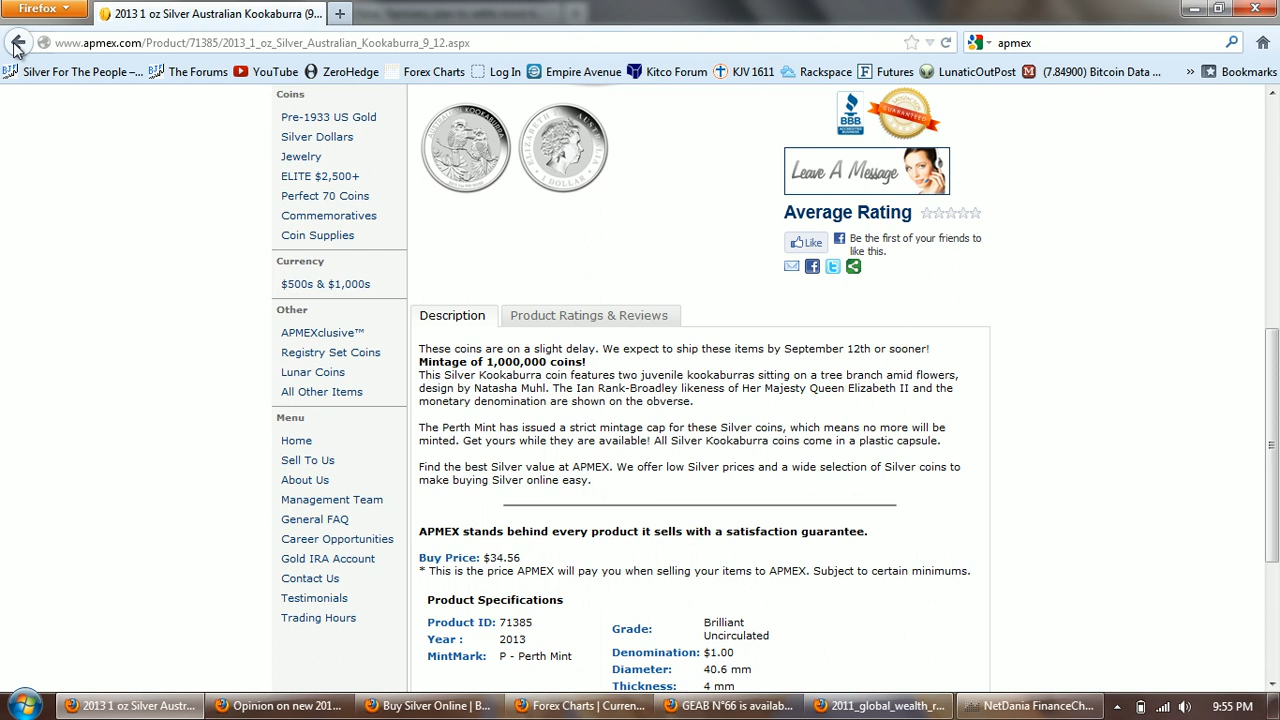 Firefox
2013 1 oz Silver Australian Kookaburra (9...
www.apmex.com/Product/71385/2013_1_oz_Silver_Australian_Kookaburra_9_12.aspx
apmex
Silver For The People –...
The Forums
YouTube
ZeroHedge
Forex Charts
Log In
Empire Avenue
Kitco Forum
KJV 1611
Rackspace
Futures
LunaticOutPost
(7.84900) Bitcoin Data ...
Bookmarks
Coins
Pre-1933 US Gold
Silver Dollars
Jewelry
ELITE $2,500+
Perfect 70 Coins
Commemoratives
Coin Supplies
Currency
$500s & $1,000s
Other
APMEXclusive™
Registry Set Coins
Lunar Coins
All Other Items
Menu
Home
Sell To Us
About Us
Management Team
General FAQ
Career Opportunities
Gold IRA Account
Contact Us
Testimonials
Trading Hours
BBB
GUARANTEED
Leave A Message
Average Rating
Like
Be the first of your friends to
like this.
Description
Product Ratings & Reviews
These coins are on a slight delay. We expect to ship these items by September 12th or sooner!
Mintage of 1,000,000 coins!
This Silver Kookaburra coin features two juvenile kookaburras sitting on a tree branch amid flowers,
design by Natasha Muhl. The Ian Rank-Broadley likeness of Her Majesty Queen Elizabeth II and the
monetary denomination are shown on the obverse.
The Perth Mint has issued a strict mintage cap for these Silver coins, which means no more will be
minted. Get yours while they are available! All Silver Kookaburra coins come in a plastic capsule.
Find the best Silver value at APMEX. We offer low Silver prices and a wide selection of Silver coins to
make buying Silver online easy.
APMEX stands behind every product it sells with a satisfaction guarantee.
Buy Price: $34.56
* This is the price APMEX will pay you when selling your items to APMEX. Subject to certain minimums.
Product Specifications
Product ID: 71385
Year : 2013
MintMark: P - Perth Mint
Grade: Brilliant
Uncirculated
Denomination: $1.00
Diameter: 40.6 mm
Thickness: 4 mm
2013 1 oz Silver Austr...
Opinion on new 201...
Buy Silver Online | B...
Forex Charts | Curren...
GEAB N°66 is availab...
2011_global_wealth_r...
NetDania FinanceCh...
9:55 PM